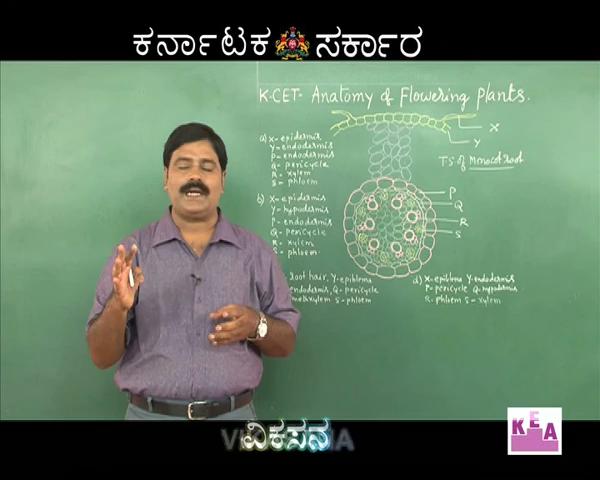 ಕರ್ನಾಟಕ ಸರ್ಕಾರ
K-CET- Anatomy of Flowering Plants.
a) X- epidermis
Y- endodermis
P- endodermis
Q- pericycle
R- xylem
S- phloem
b) X- epidermis
Y- hypodermis
P- endodermis
Q- pericycle
R- xylem
S- phloem
X
Y
TS of Monocot root
P
Q
R
S
root hair, Y-epiblema
endodermis, Q- pericycle
metaxylem S- phloem
d) X-epiblema Y-endodermis
P- pericycle Q-hypodermis
R- phloem S- xylem
ವಿಕಸನ
KEA